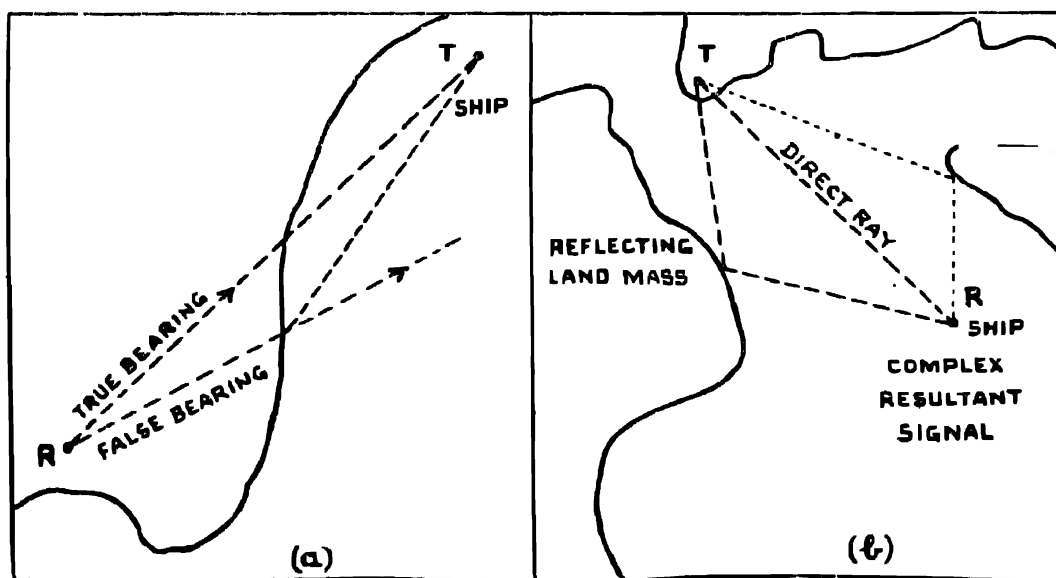 T
SHIP
TRUE BEARING
FALSE BEARING
R
(a)
T
DIRECT RAY
REFLECTING
LAND MASS
R
SHIP
COMPLEX
RESULTANT
SIGNAL
(b)